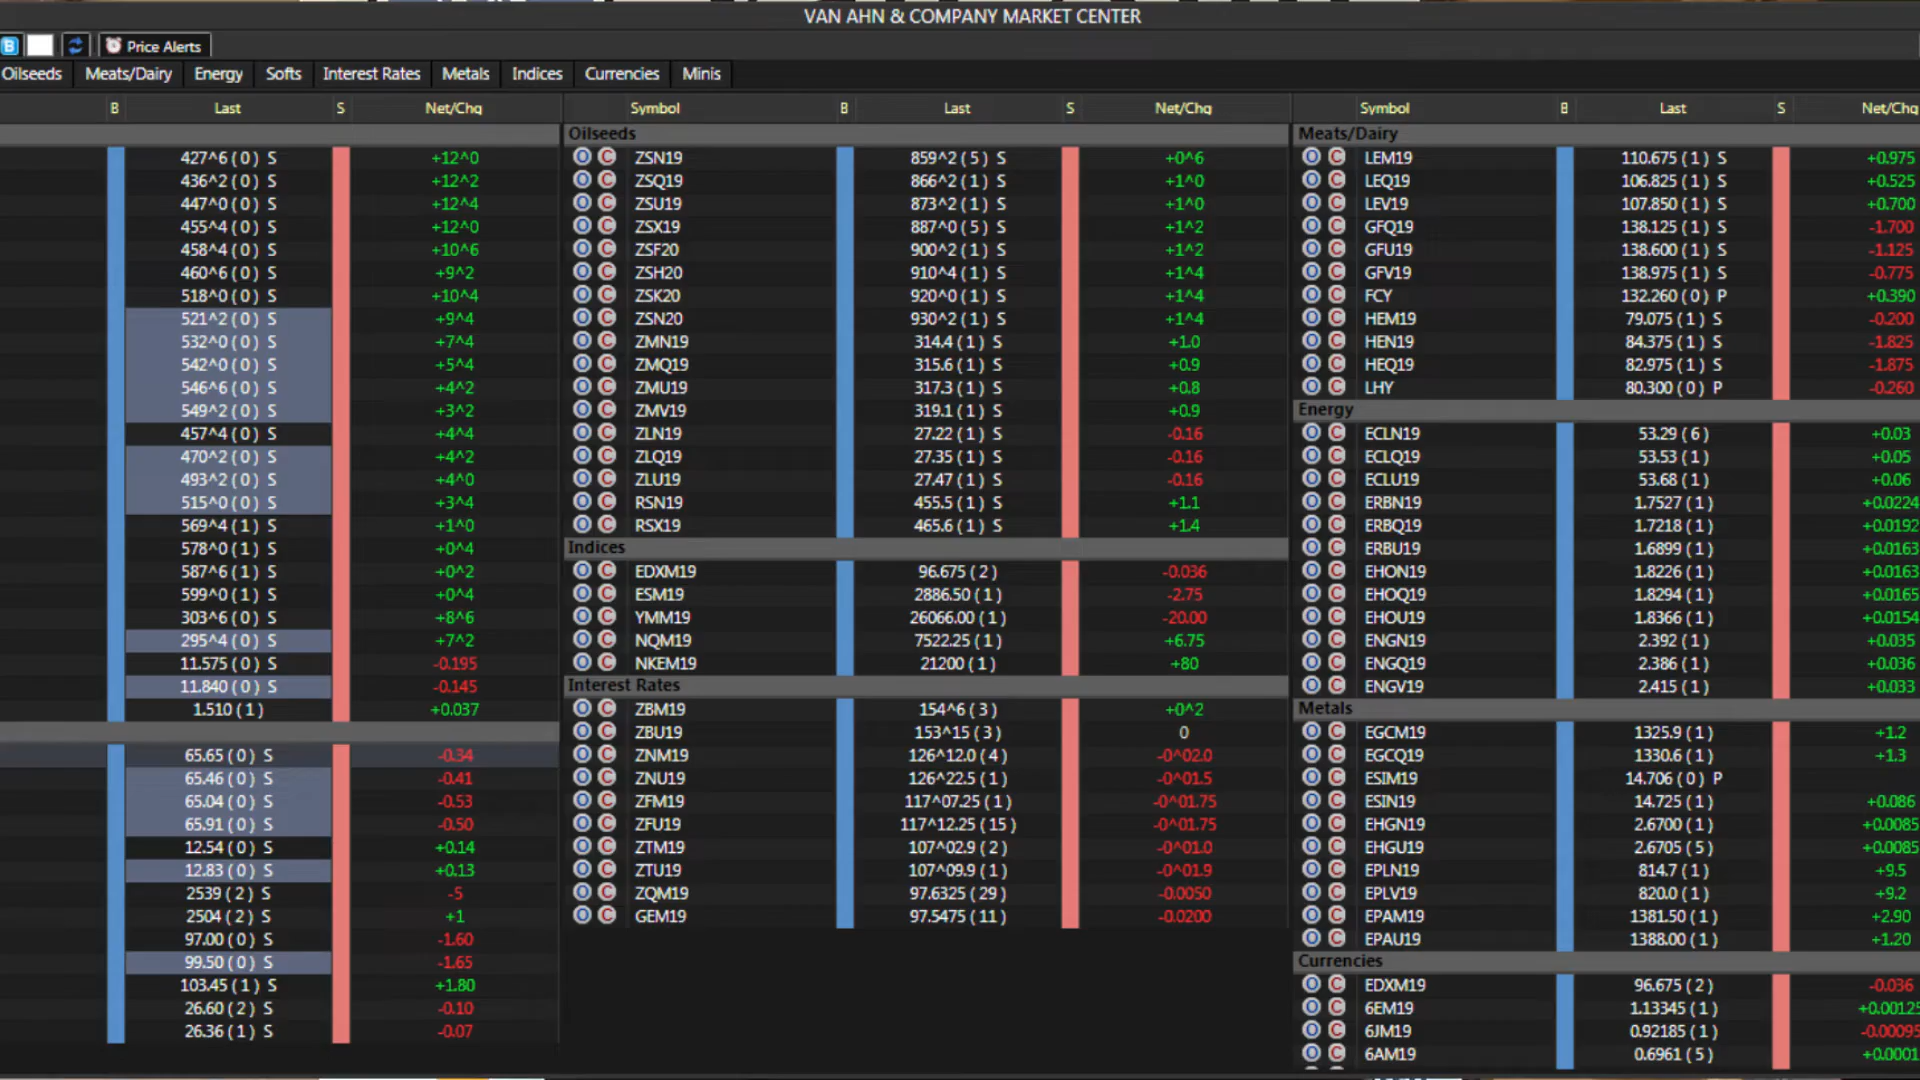 VAN AHN & COMPANY MARKET CENTER
B Price Alerts
Oilseeds Meats/Dairy Energy Softs Interest Rates Metals Indices Currencies Minis
B Last S Net/Chg
427^6 (0) S +12^0
436^2 (0) S +12^2
447^0 (0) S +12^4
455^4 (0) S +12^0
458^4 (0) S +10^6
460^6 (0) S +9^2
518^0 (0) S +10^4
521^2 (0) S +9^4
532^0 (0) S +7^4
542^0 (0) S +5^4
546^6 (0) S +4^2
549^2 (0) S +3^2
457^4 (0) S +4^4
470^2 (0) S +4^2
493^2 (0) S +4^0
515^0 (0) S +3^4
569^4 (1) S +1^0
578^0 (1) S +0^4
587^6 (1) S +0^2
599^0 (1) S +0^4
303^6 (0) S +8^6
295^4 (0) S +7^2
11.575 (0) S -0.195
11.840 (0) S -0.145
1.510 (1) +0.037
65.65 (0) S -0.34
65.46 (0) S -0.41
65.04 (0) S -0.53
65.91 (0) S -0.50
12.54 (0) S +0.14
12.83 (0) S +0.13
2539 (2) S -5
2504 (2) S +1
97.00 (0) S -1.60
99.50 (0) S -1.65
103.45 (1) S +1.80
26.60 (2) S -0.10
26.36 (1) S -0.07
Symbol B Last S Net/Chg
Oilseeds
O C ZSN19 859^2 (5) S +0^6
O C ZSQ19 866^2 (1) S +1^0
O C ZSU19 873^2 (1) S +1^0
O C ZSX19 887^0 (5) S +1^2
O C ZSF20 900^2 (1) S +1^2
O C ZSH20 910^4 (1) S +1^4
O C ZSK20 920^0 (1) S +1^4
O C ZSN20 930^2 (1) S +1^4
O C ZMN19 314.4 (1) S +1.0
O C ZMQ19 315.6 (1) S +0.9
O C ZMU19 317.3 (1) S +0.8
O C ZMV19 319.1 (1) S +0.9
O C ZLN19 27.22 (1) S -0.16
O C ZLQ19 27.35 (1) S -0.16
O C ZLU19 27.47 (1) S -0.16
O C RSN19 455.5 (1) S +1.1
O C RSX19 465.6 (1) S +1.4
Indices
O C EDXM19 96.675 (2) -0.036
O C ESM19 2886.50 (1) -2.75
O C YMM19 26066.00 (1) -20.00
O C NQM19 7522.25 (1) +6.75
O C NKEM19 21200 (1) +80
Interest Rates
O C ZBM19 154^6 (3) +0^2
O C ZBU19 153^15 (3) 0
O C ZNM19 126^12.0 (4) -0^02.0
O C ZNU19 126^22.5 (1) -0^01.5
O C ZFM19 117^07.25 (1) -0^01.75
O C ZFU19 117^12.25 (15) -0^01.75
O C ZTM19 107^02.9 (2) -0^01.0
O C ZTU19 107^09.9 (1) -0^01.9
O C ZQM19 97.6325 (29) -0.0050
O C GEM19 97.5475 (11) -0.0200
Symbol B Last S Net/Chg
Meats/Dairy
O C LEM19 110.675 (1) S +0.975
O C LEQ19 106.825 (1) S +0.525
O C LEV19 107.850 (1) S +0.700
O C GFQ19 138.125 (1) S -1.700
O C GFU19 138.600 (1) S -1.125
O C GFV19 138.975 (1) S -0.775
O C FCY 132.260 (0) P +0.390
O C HEM19 79.075 (1) S -0.200
O C HEN19 84.375 (1) S -1.825
O C HEQ19 82.975 (1) S -1.875
O C LHY 80.300 (0) P -0.260
Energy
O C ECLN19 53.29 (6) +0.03
O C ECLQ19 53.53 (1) +0.05
O C ECLU19 53.68 (1) +0.06
O C ERBN19 1.7527 (1) +0.0224
O C ERBQ19 1.7218 (1) +0.0192
O C ERBU19 1.6899 (1) +0.0163
O C EHON19 1.8226 (1) +0.0163
O C EHOQ19 1.8294 (1) +0.0165
O C EHOU19 1.8366 (1) +0.0154
O C ENGN19 2.392 (1) +0.035
O C ENGQ19 2.386 (1) +0.036
O C ENGV19 2.415 (1) +0.033
Metals
O C EGCM19 1325.9 (1) +1.2
O C EGCQ19 1330.6 (1) +1.3
O C ESIM19 14.706 (0) P
O C ESIN19 14.725 (1) +0.086
O C EHGN19 2.6700 (1) +0.0085
O C EHGU19 2.6705 (5) +0.0085
O C EPLN19 814.7 (1) +9.5
O C EPLV19 820.0 (1) +9.2
O C EPAM19 1381.50 (1) +2.90
O C EPAU19 1388.00 (1) +1.20
Currencies
O C EDXM19 96.675 (2) -0.036
O C 6EM19 1.13345 (1) +0.00125
O C 6JM19 0.92185 (1) -0.00095
O C 6AM19 0.6961 (5) +0.0001